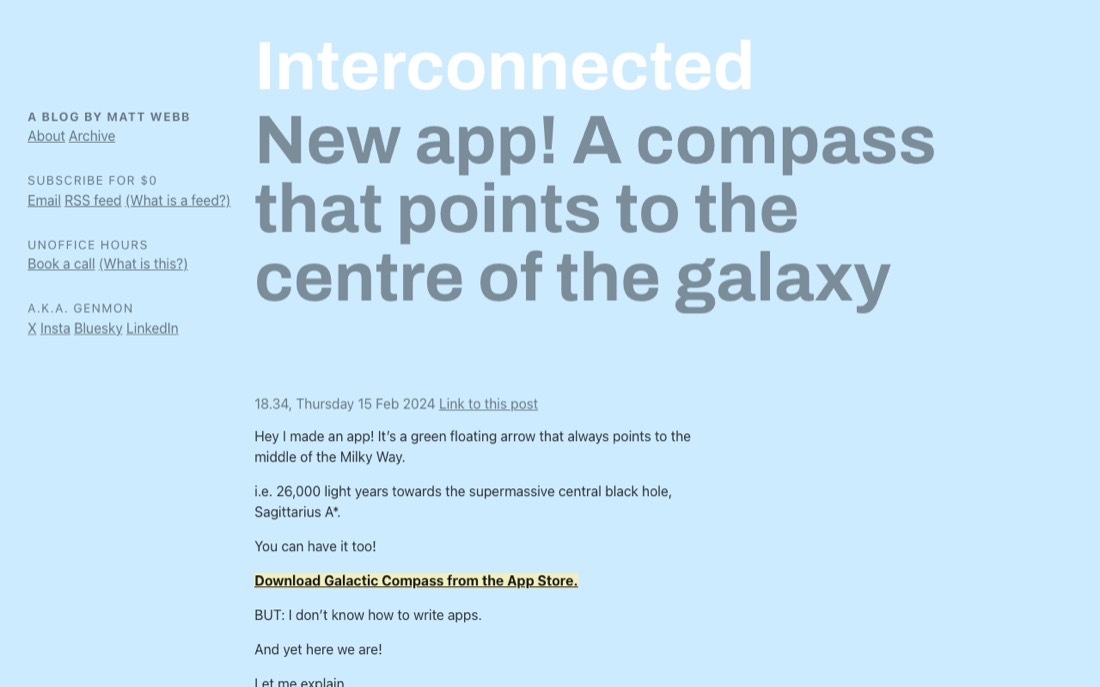 Interconnected
A BLOG BY MATT WEBB
About Archive
SUBSCRIBE FOR $0
Email RSS feed (What is a feed?)
UNOFFICE HOURS
Book a call (What is this?)
A.K.A. GENMON
X Insta Bluesky LinkedIn
New app! A compass
that points to the
centre of the galaxy
18.34, Thursday 15 Feb 2024 Link to this post
Hey I made an app! It’s a green floating arrow that always points to the
middle of the Milky Way.
i.e. 26,000 light years towards the supermassive central black hole,
Sagittarius A*.
You can have it too!
Download Galactic Compass from the App Store.
BUT: I don’t know how to write apps.
And yet here we are!
Let me explain